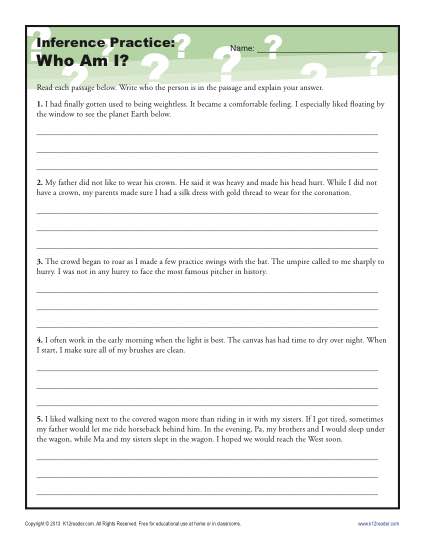 Inference Practice:
Who Am I?
Name: ___________________________
Read each passage below. Write who the person is in the passage and explain your answer.
1. I had finally gotten used to being weightless. It became a comfortable feeling. I especially liked floating by
the window to see the planet Earth below.
2. My father did not like to wear his crown. He said it was heavy and made his head hurt. While I did not
have a crown, my parents made sure I had a silk dress with gold thread to wear for the coronation.
3. The crowd began to roar as I made a few practice swings with the bat. The umpire called to me sharply to
hurry. I was not in any hurry to face the most famous pitcher in history.
4. I often work in the early morning when the light is best. The canvas has had time to dry over night. When
I start, I make sure all of my brushes are clean.
5. I liked walking next to the covered wagon more than riding in it with my sisters. If I got tired, sometimes
my father would let me ride horseback behind him. In the evening, Pa, my brothers and I would sleep under
the wagon, while Ma and my sisters slept in the wagon. I hoped we would reach the West soon.
Copyright © 2013 K12reader.com. All Rights Reserved. Free for educational use at home or in classrooms. www.k12reader.com